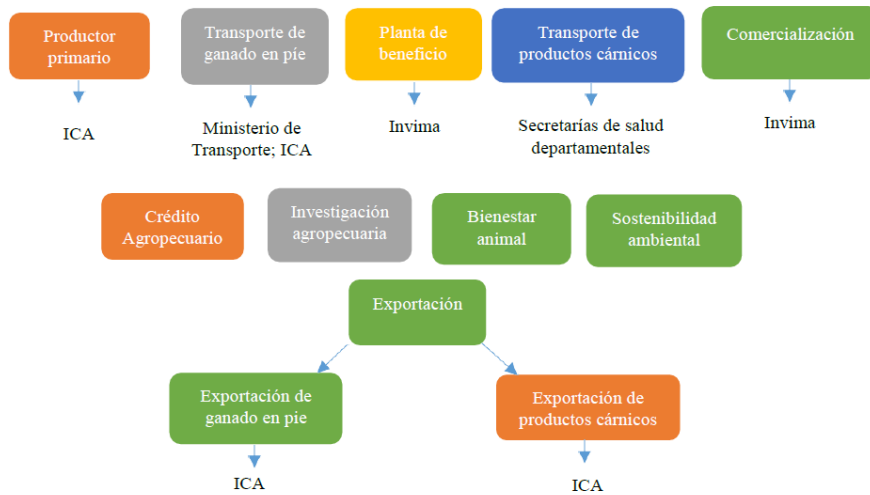 Productor
primario
Transporte de
ganado en píe
Planta de
beneficio
Transporte de
productos cárnicos
Comercialización
ICA
Ministerio de
Transporte; ICA
Invima
Secretarías de salud
departamentales
Invima
Crédito
Agropecuario
Investigación
agropecuaria
Bienestar
animal
Sostenibilidad
ambiental
Exportación
Exportación de
ganado en pie
Exportación de
productos cárnicos
ICA
ICA